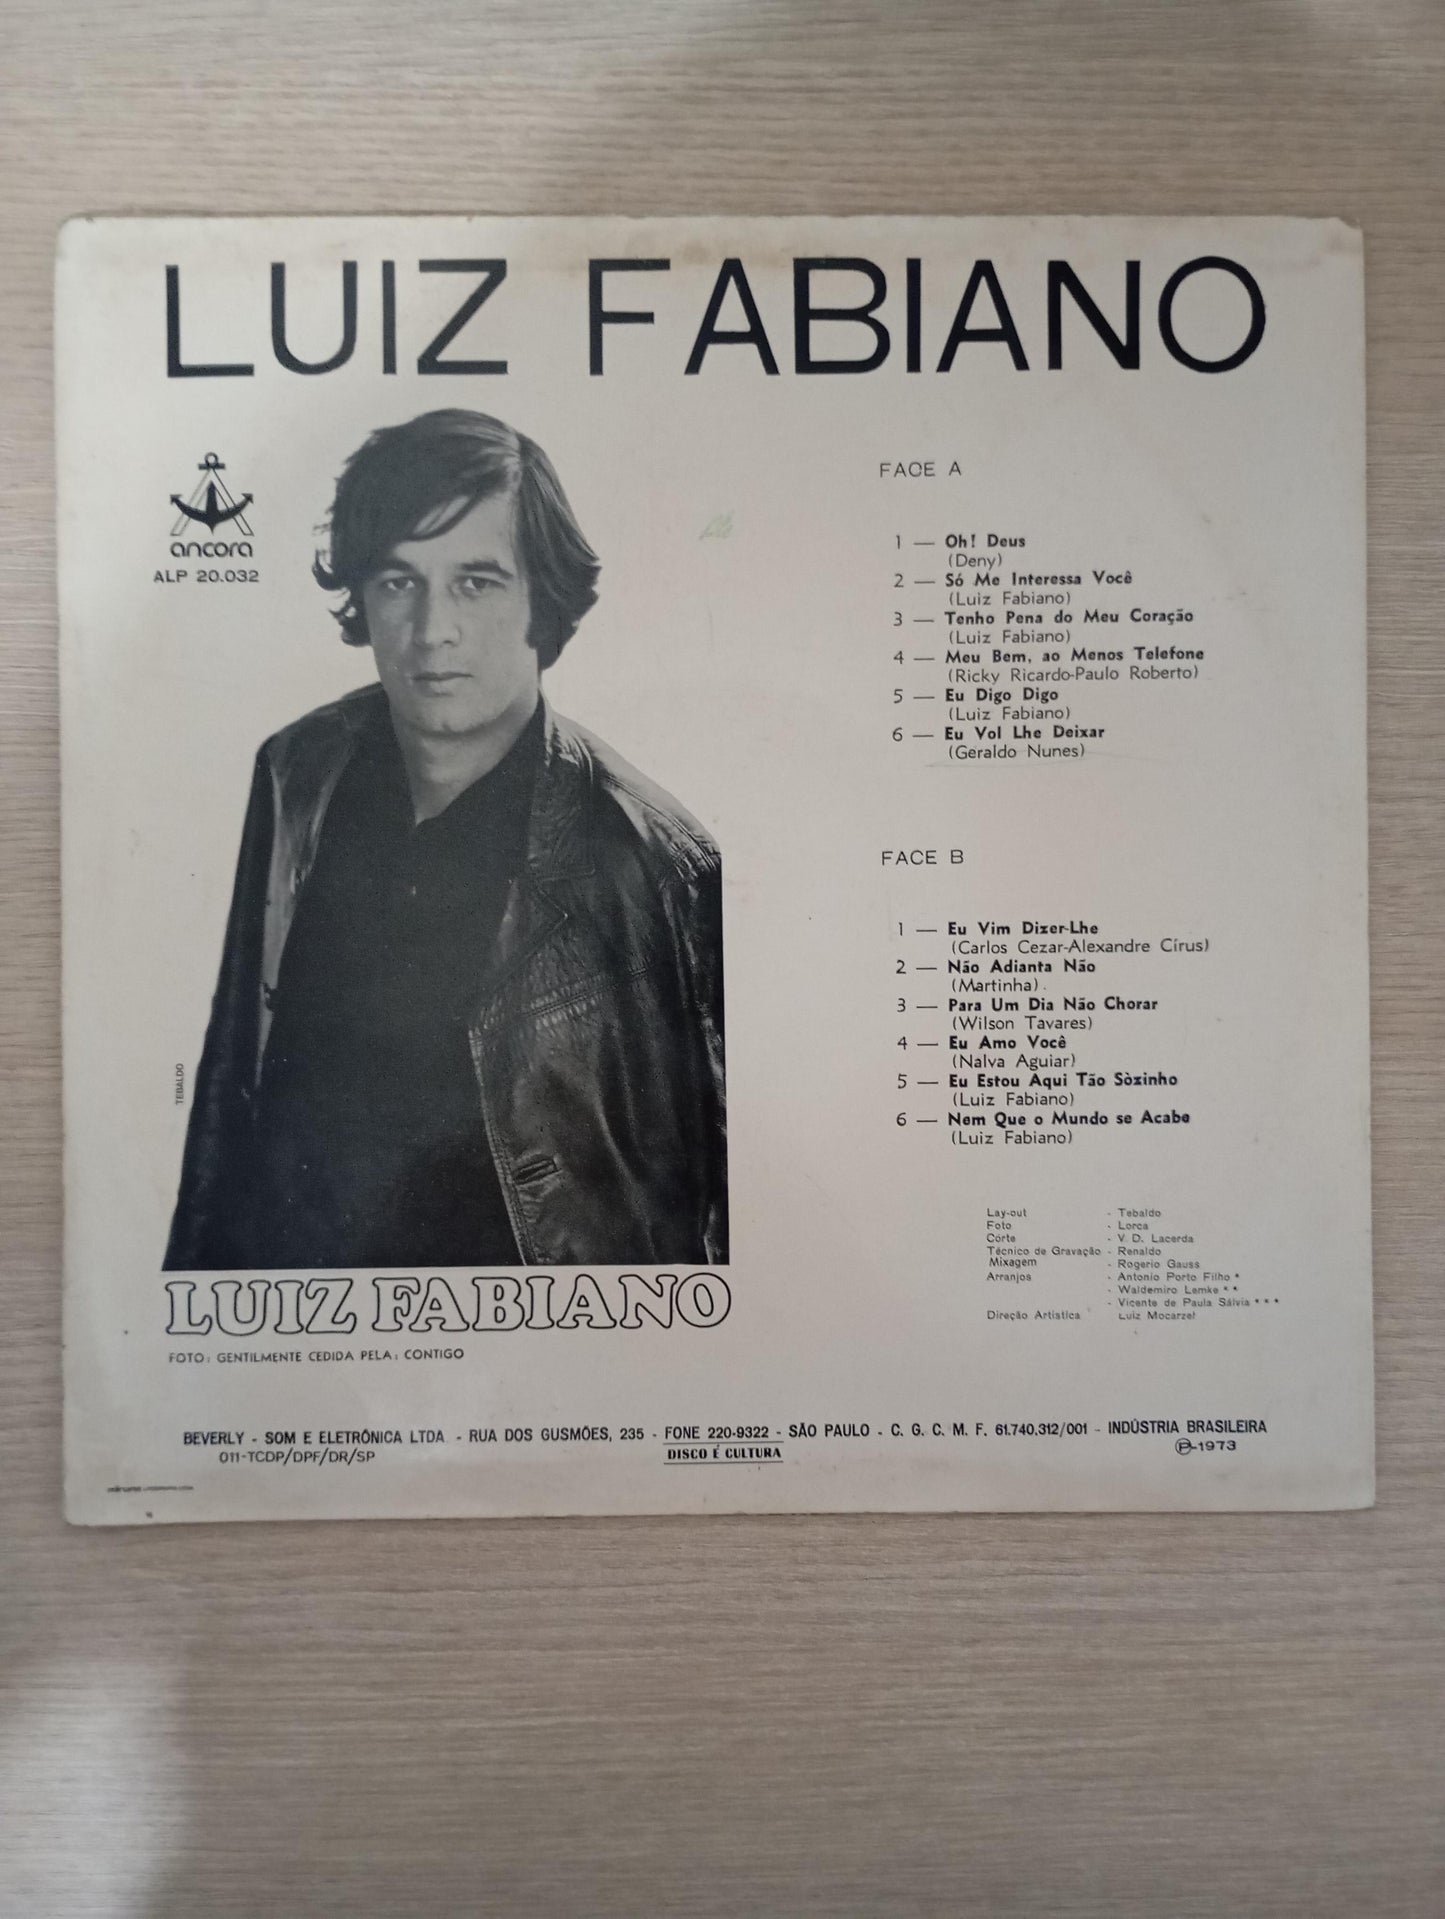 LUIZ FABIANO
ancora
ALP 20.032
FACE A
1 — Oh! Deus
(Deny)
2 — Só Me Interessa Você
(Luiz Fabiano)
3 — Tenho Pena do Meu Coração
(Luiz Fabiano)
4 — Meu Bem, ao Menos Telefone
(Ricky Ricardo-Paulo Roberto)
5 — Eu Digo Digo
(Luiz Fabiano)
6 — Eu Vol Lhe Deixar
(Geraldo Nunes)
FACE B
1 — Eu Vim Dizer-Lhe
(Carlos Cezar-Alexandre Círus)
2 — Não Adianta Não
(Martinha).
3 — Para Um Dia Não Chorar
(Wilson Tavares)
4 — Eu Amo Você
(Nalva Aguiar)
5 — Eu Estou Aqui Tão Sòzinho
(Luiz Fabiano)
6 — Nem Que o Mundo se Acabe
(Luiz Fabiano)
TEBALDO
Lay-out - Tebaldo
Foto - Lorca
Córte - V. D. Lacerda
Técnico de Gravação - Renaldo
Mixagem - Rogerio Gauss
Arranjos - Antonio Porto Filho *
- Waldemiro Lemke * *
- Vicente de Paula Sálvia * * *
Direção Artística Luiz Mocarzel
LUIZ FABIANO
FOTO: GENTILMENTE CEDIDA PELA: CONTIGO
BEVERLY - SOM E ELETRÔNICA LTDA. - RUA DOS GUSMÕES, 235 - FONE 220-9322 - SÃO PAULO - C. G. C. M. F. 61.740.312/001 - INDÚSTRIA BRASILEIRA
011-TCDP/DPF/DR/SP
DISCO É CULTURA
Ⓟ-1973